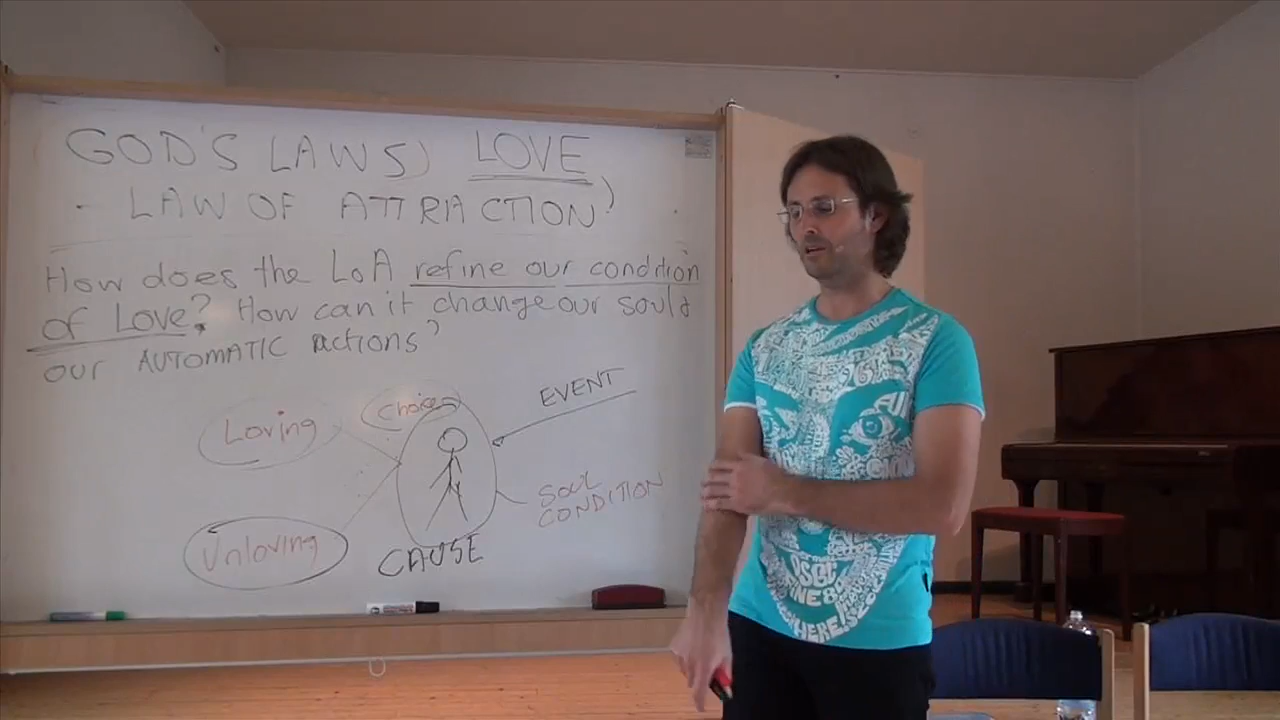 GOD'S LAWS) LOVE
- LAW OF ATTRACTION)
How does the LoA refine our condition
of Love? How can it change our soul &
our AUTOMATIC actions?
Choice
EVENT
Loving
SOUL
CONDITION
Unloving
CAUSE